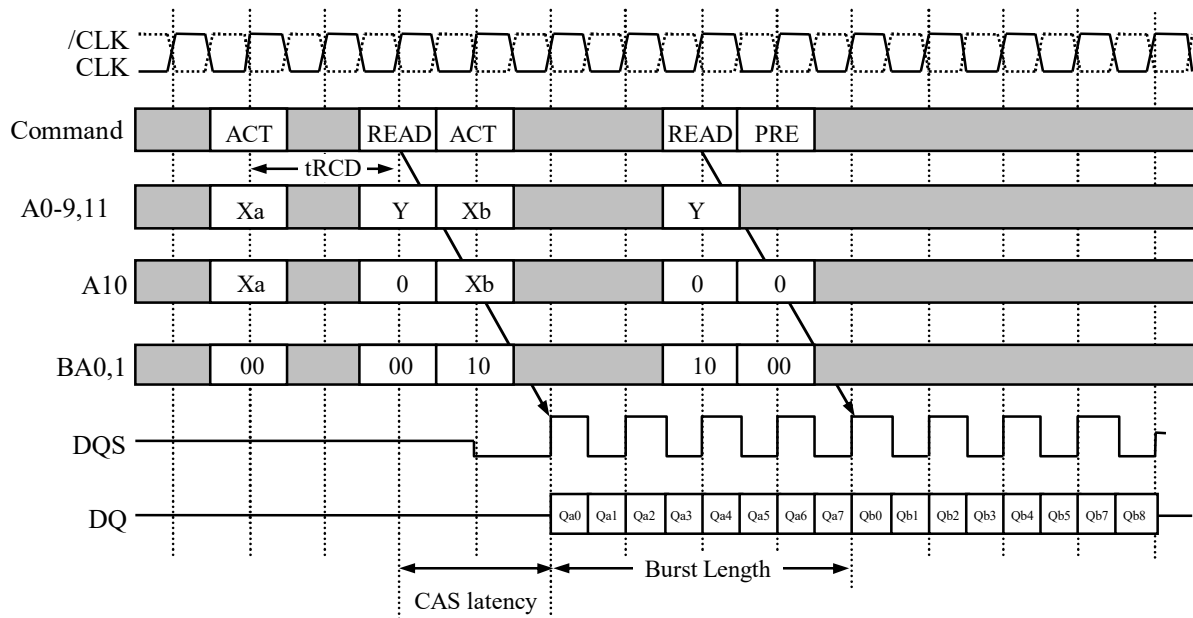 /CLK
CLK
Command ACT READ ACT READ PRE
tRCD
A0-9,11 Xa Y Xb Y
A10 Xa 0 Xb 0 0
BA0,1 00 00 10 10 00
DQS
DQ Qa0 Qa1 Qa2 Qa3 Qa4 Qa5 Qa6 Qa7 Qb0 Qb1 Qb2 Qb3 Qb4 Qb5 Qb7 Qb8
Burst Length
CAS latency